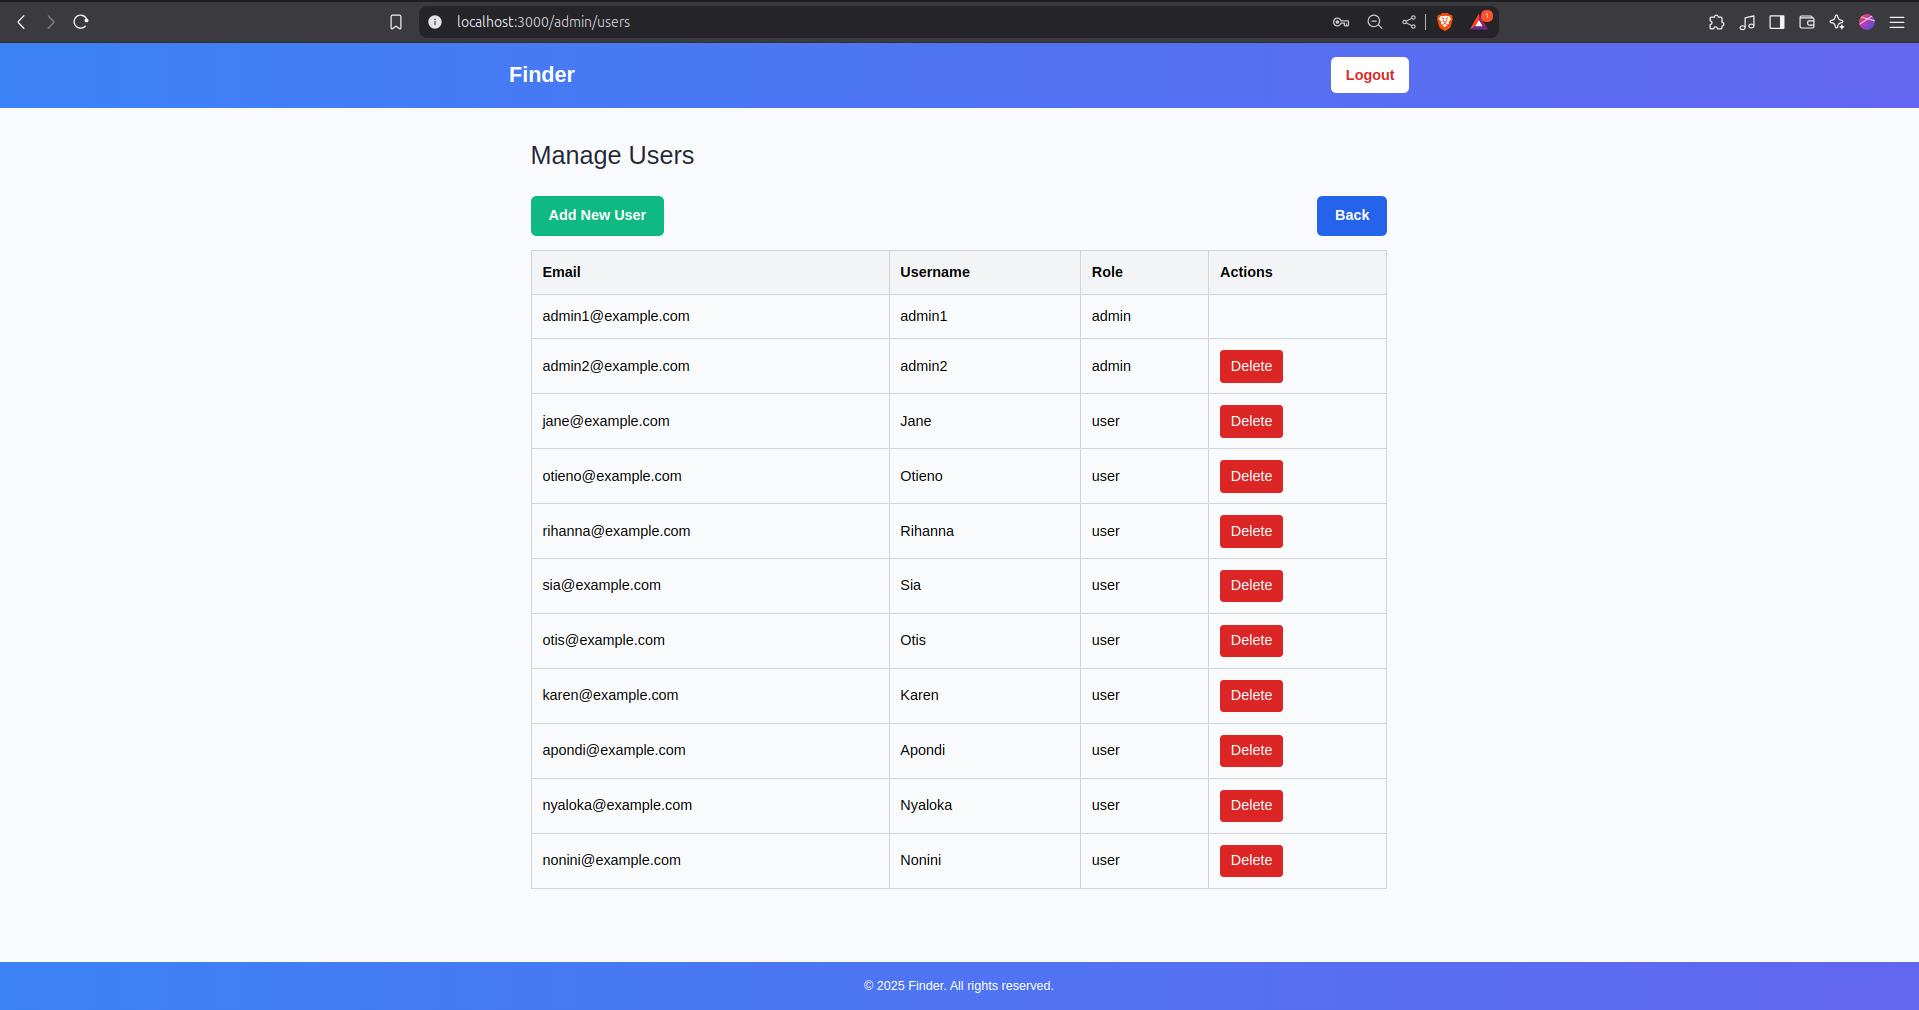 localhost:3000/admin/users
1
Finder
Logout
Manage Users
Add New User
Back
Email Username Role Actions
admin1@example.com admin1 admin
admin2@example.com admin2 admin Delete
jane@example.com Jane user Delete
otieno@example.com Otieno user Delete
rihanna@example.com Rihanna user Delete
sia@example.com Sia user Delete
otis@example.com Otis user Delete
karen@example.com Karen user Delete
apondi@example.com Apondi user Delete
nyaloka@example.com Nyaloka user Delete
nonini@example.com Nonini user Delete
© 2025 Finder. All rights reserved.